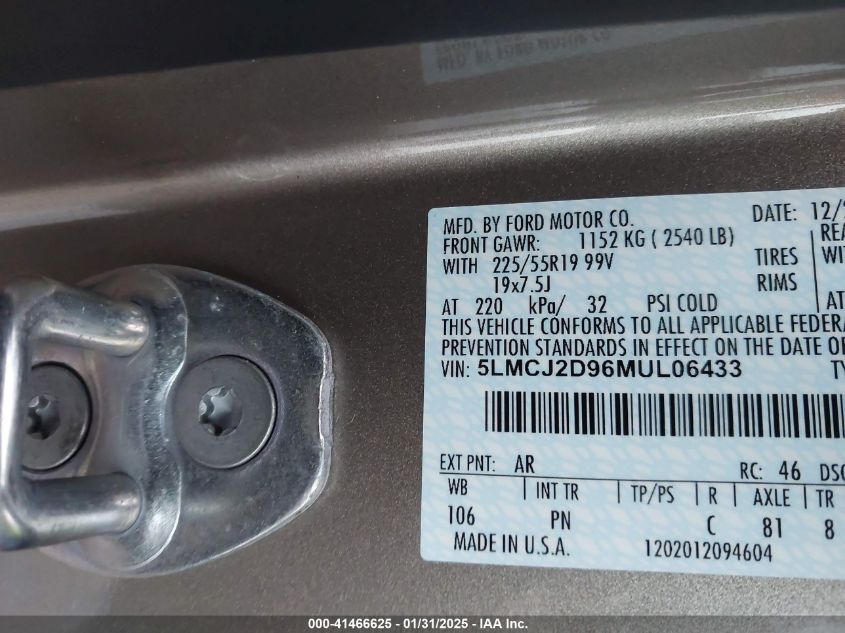 MFD. BY FORD MOTOR CO.
DATE: 12/
FRONT GAWR: 1152 KG ( 2540 LB)
WITH 225/55R19 99V TIRES
19x7.5J RIMS
AT 220 kPa/ 32 PSI COLD
AT
THIS VEHICLE CONFORMS TO ALL APPLICABLE
PREVENTION STANDARDS IN EFFECT ON THE DATE OF
VIN: 5LMCJ2D96MUL06433
EXT PNT: AR RC: 46
WB INT TR TP/PS R AXLE TR
106 PN C 81 8
MADE IN U.S.A. 1202012094604
000-41466625 - 01/31/2025 - IAA Inc.